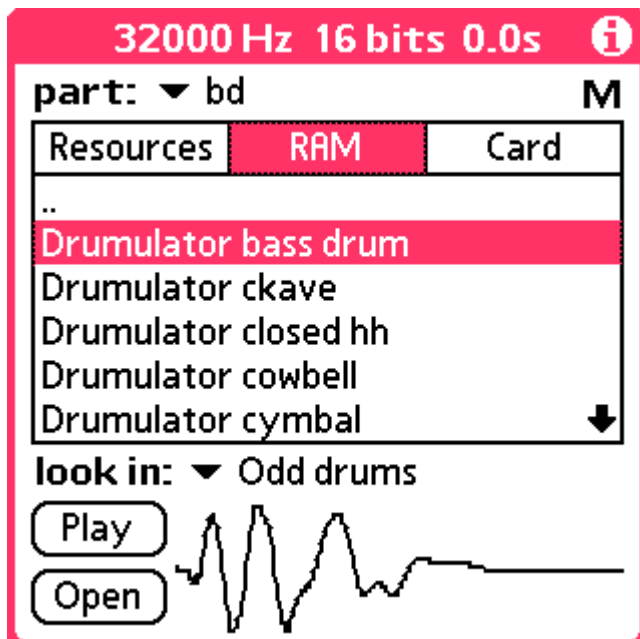 32000 Hz 16 bits 0.0s i
part: bd M
Resources RAM Card
..
Drumulator bass drum
Drumulator ckave
Drumulator closed hh
Drumulator cowbell
Drumulator cymbal
look in: Odd drums
Play
Open